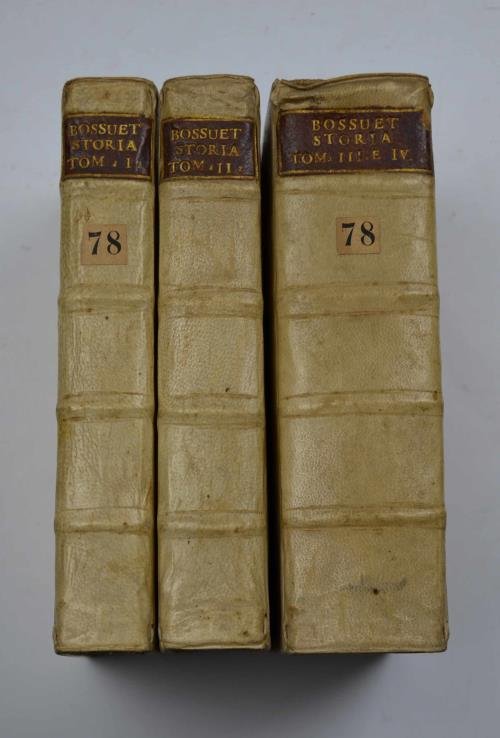 BOSSUET
STORIA
TOM. I.
78
BOSSUET
STORIA
TOM. II.
BOSSUET
STORIA
TOM. III. E IV.
78